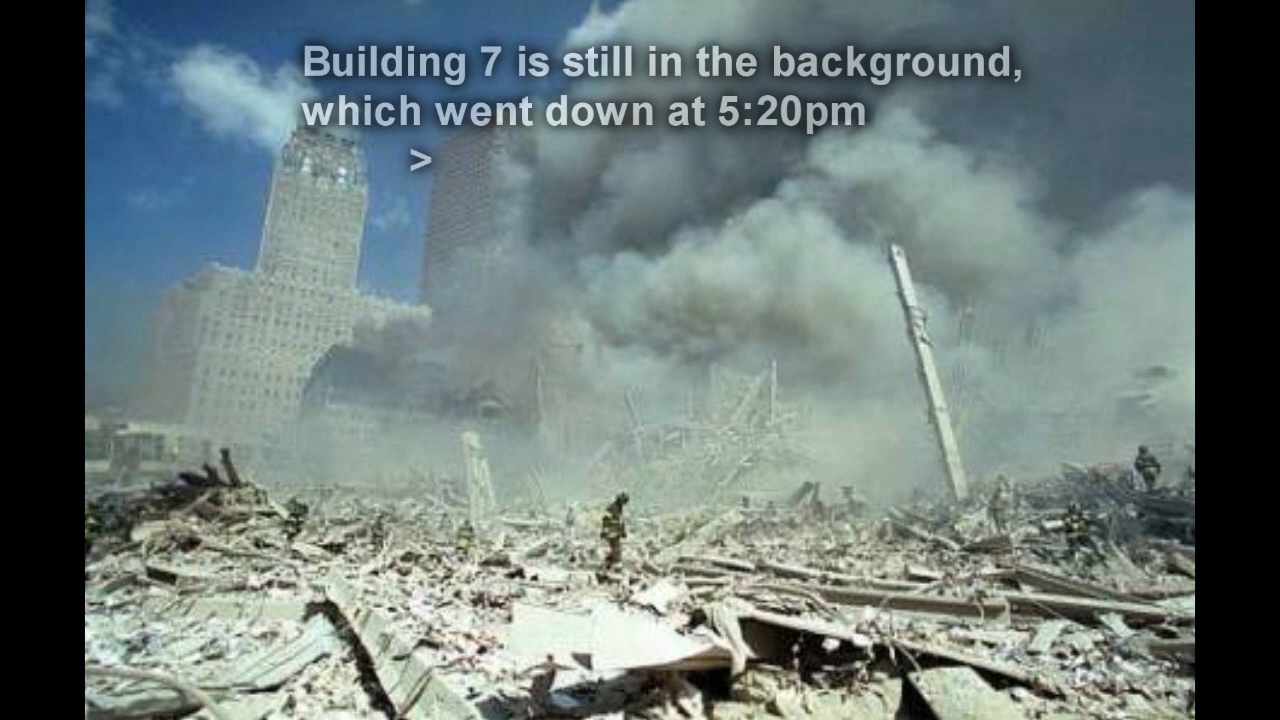 Building 7 is still in the background,
which went down at 5:20pm
>